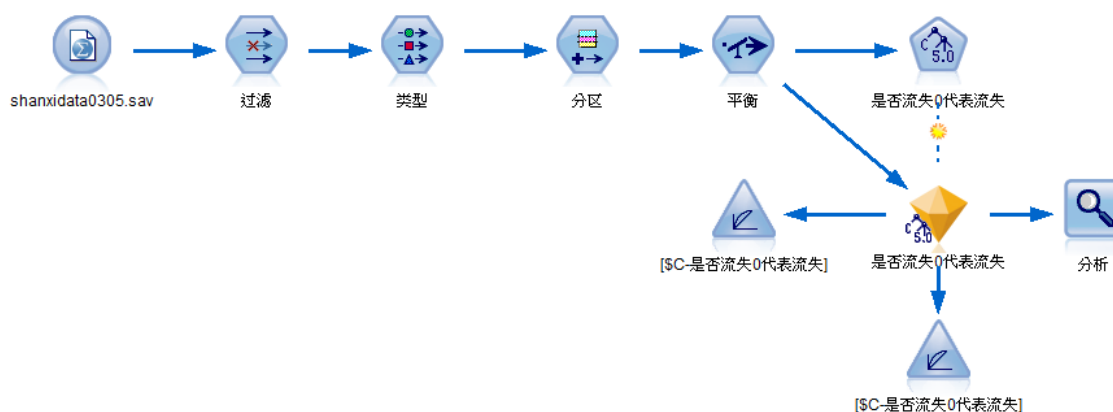 shanxidata0305.sav
过滤
类型
分区
平衡
C 5.0
是否流失0代表流失
[$C-是否流失0代表流失]
C 5.0
是否流失0代表流失
分析
[$C-是否流失0代表流失]